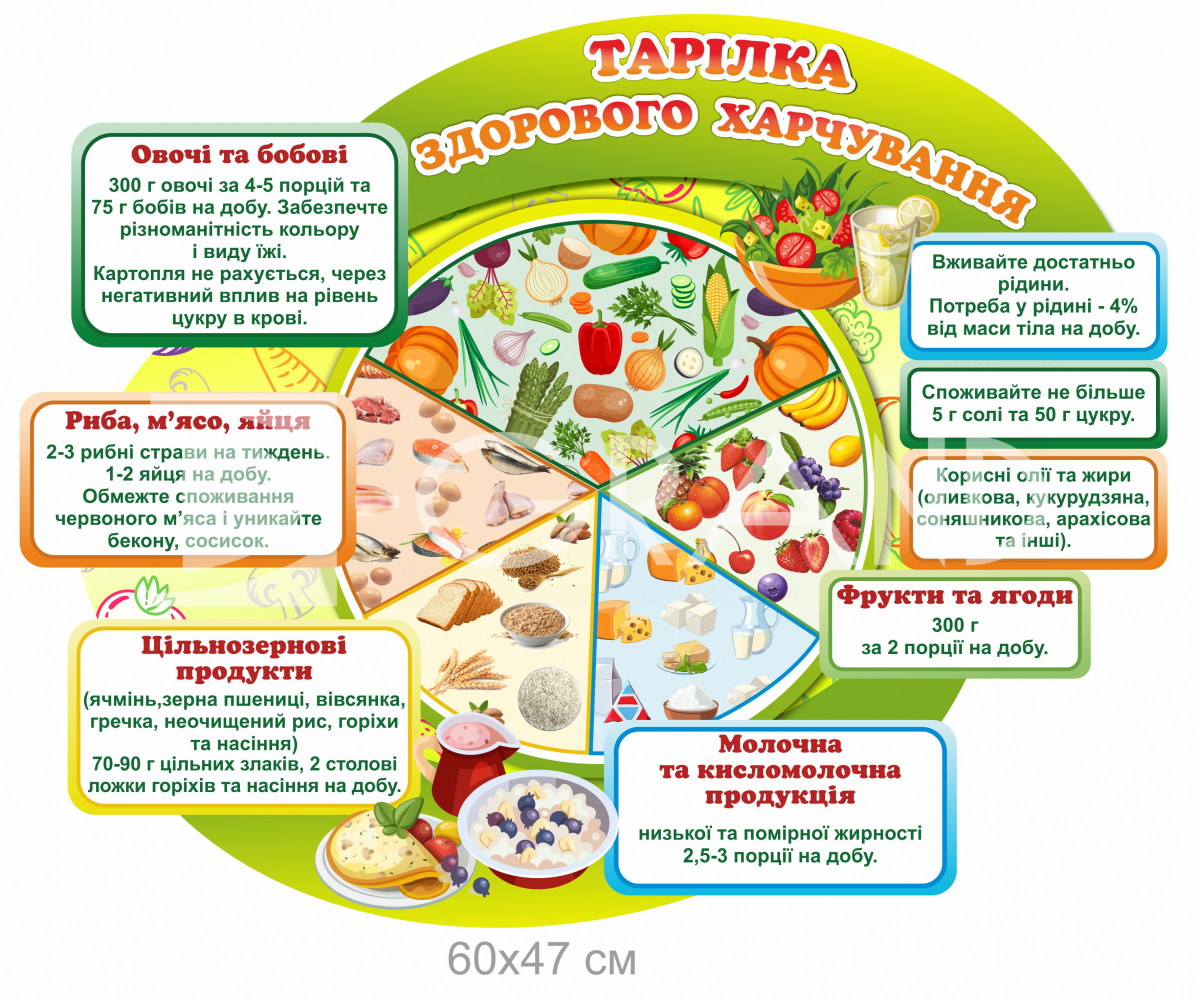 ТАРІЛКА
ЗДОРОВОГО ХАРЧУВАННЯ
Овочі та бобові
300 г овочі за 4-5 порцій та
75 г бобів на добу. Забезпечте
різноманітність кольору
і виду їжі.
Картопля не рахується, через
негативний вплив на рівень
цукру в крові.
Вживайте достатньо
рідини.
Потреба у рідині - 4%
від маси тіла на добу.
Споживайте не більше
5 г солі та 50 г цукру.
Риба, м’ясо, яйця
2-3 рибні страви на тиждень.
1-2 яйця на добу.
Обмежте споживання
червоного м’яса і уникайте
бекону, сосисок.
Корисні олії та жири
(оливкова, кукурудзяна,
соняшникова, арахісова
та інші).
Фрукти та ягоди
300 г
за 2 порції на добу.
Цільнозернові
продукти
(ячмінь,зерна пшениці, вівсянка,
гречка, неочищений рис, горіхи
та насіння)
70-90 г цільних злаків, 2 столові
ложки горіхів та насіння на добу.
Молочна
та кисломолочна
продукція
низької та помірної жирності
2,5-3 порції на добу.
60х47 см